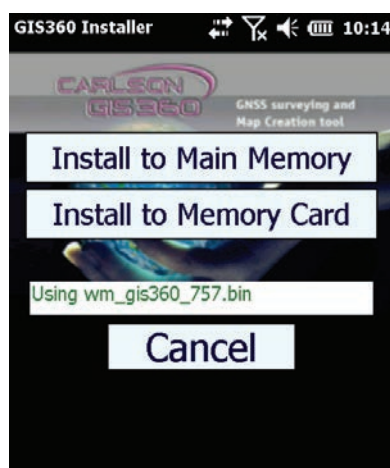 GIS360 Installer 10:14
CARLSON
GIS360
GNSS surveying and
Map Creation tool
Install to Main Memory
Install to Memory Card
Using wm_gis360_757.bin
Cancel